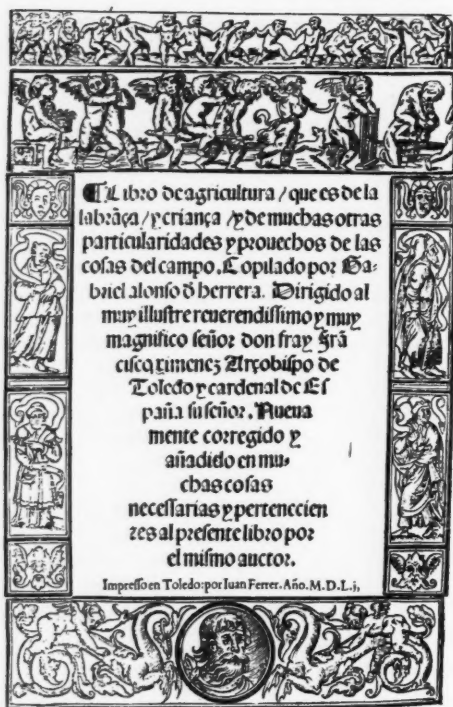 Libro de agricultura / que es de la
labrãça / y criança / y de muchas otras
particularidades y prouechos de las
cosas del campo. Copilado por Ga-
briel alonso d̃ herrera. Dirigido al
muy illustre reuerendissimo y muy
magnifico señor don fray Frã
cisco ximenez Arçobispo de
Toledo y cardenal de Es
paña su señor. Nueua
mente corregido y
añadido en mu-
chas cosas
necessarias y pertenecien
tes al presente libro por
el mismo auctor.
Impresso en Toledo: por Iuan Ferrer. Año. M. D. L. j,